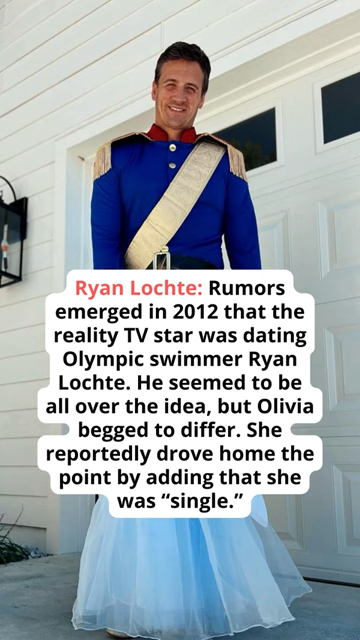 Ryan Lochte: Rumors
emerged in 2012 that the
reality TV star was dating
Olympic swimmer Ryan
Lochte. He seemed to be
all over the idea, but Olivia
begged to differ. She
reportedly drove home the
point by adding that she
was “single.”